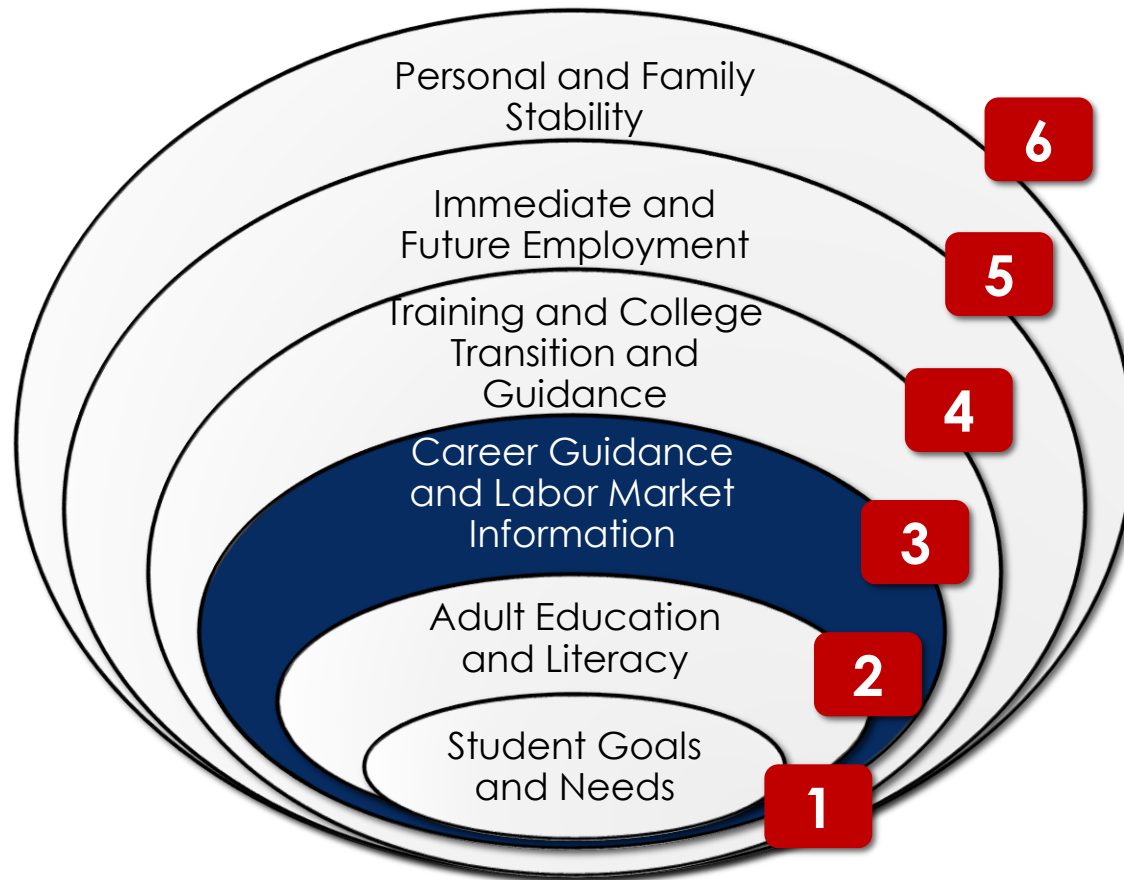 Personal and Family
Stability
6
Immediate and
Future Employment
5
Training and College
Transition and
Guidance
4
Career Guidance
and Labor Market
Information
3
Adult Education
and Literacy
2
Student Goals
and Needs
1